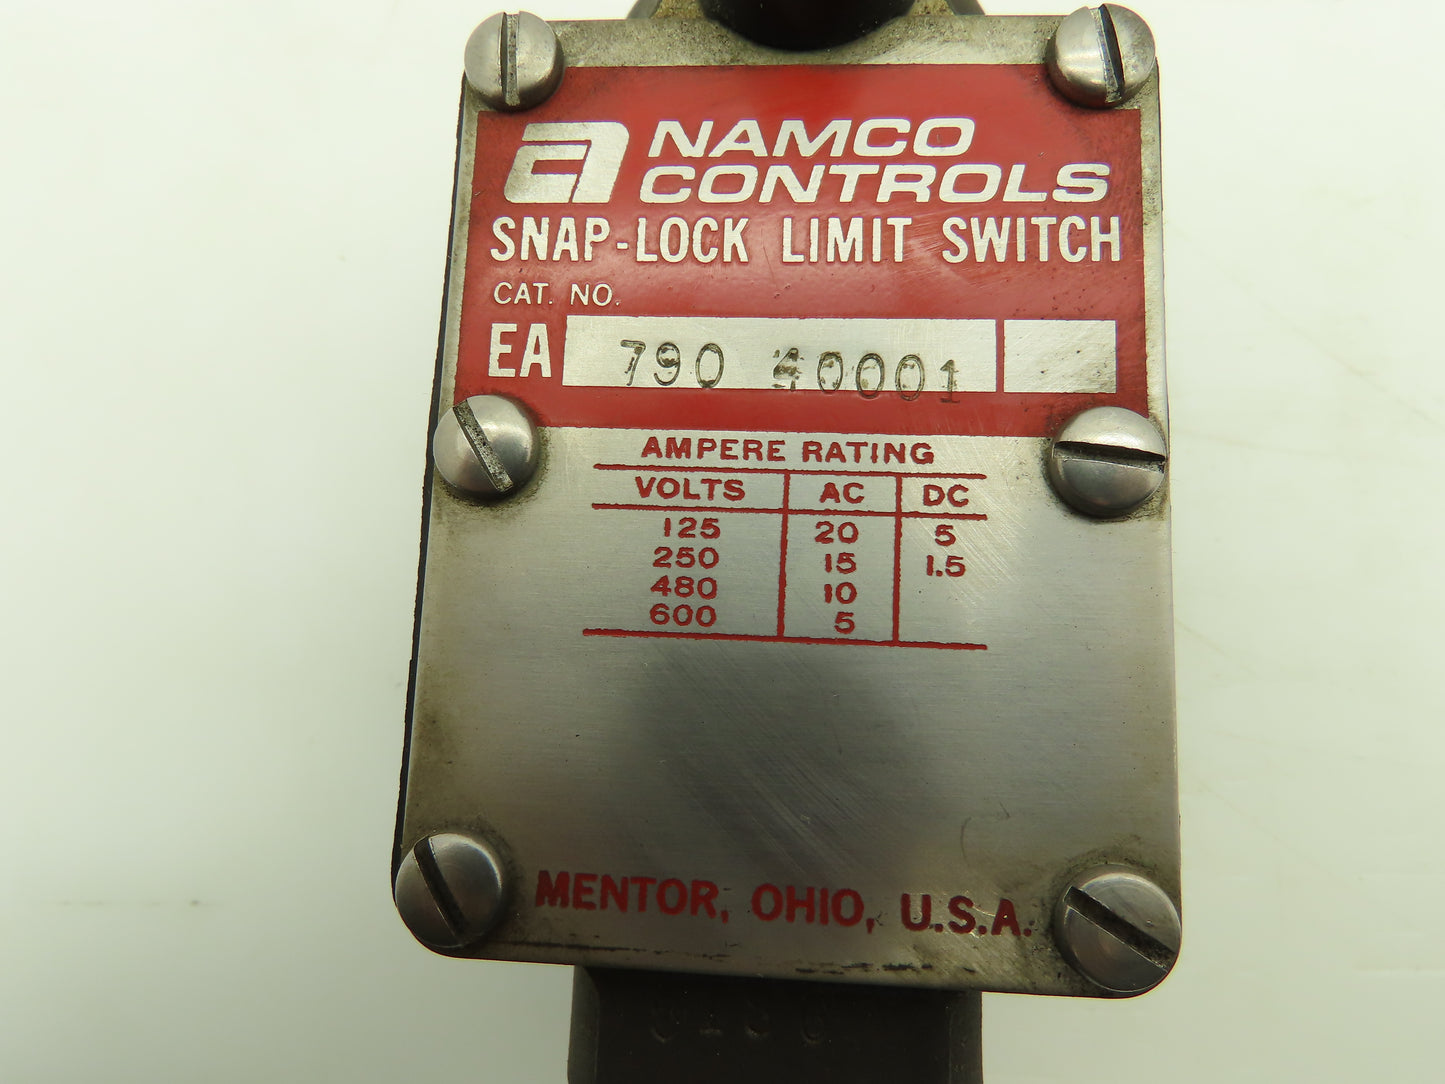 NAMCO
CONTROLS
SNAP-LOCK LIMIT SWITCH
CAT. NO.
EA 790 40001
AMPERE RATING
VOLTS AC DC
125 20 5
250 15 1.5
480 10
600 5
MENTOR, OHIO, U.S.A.